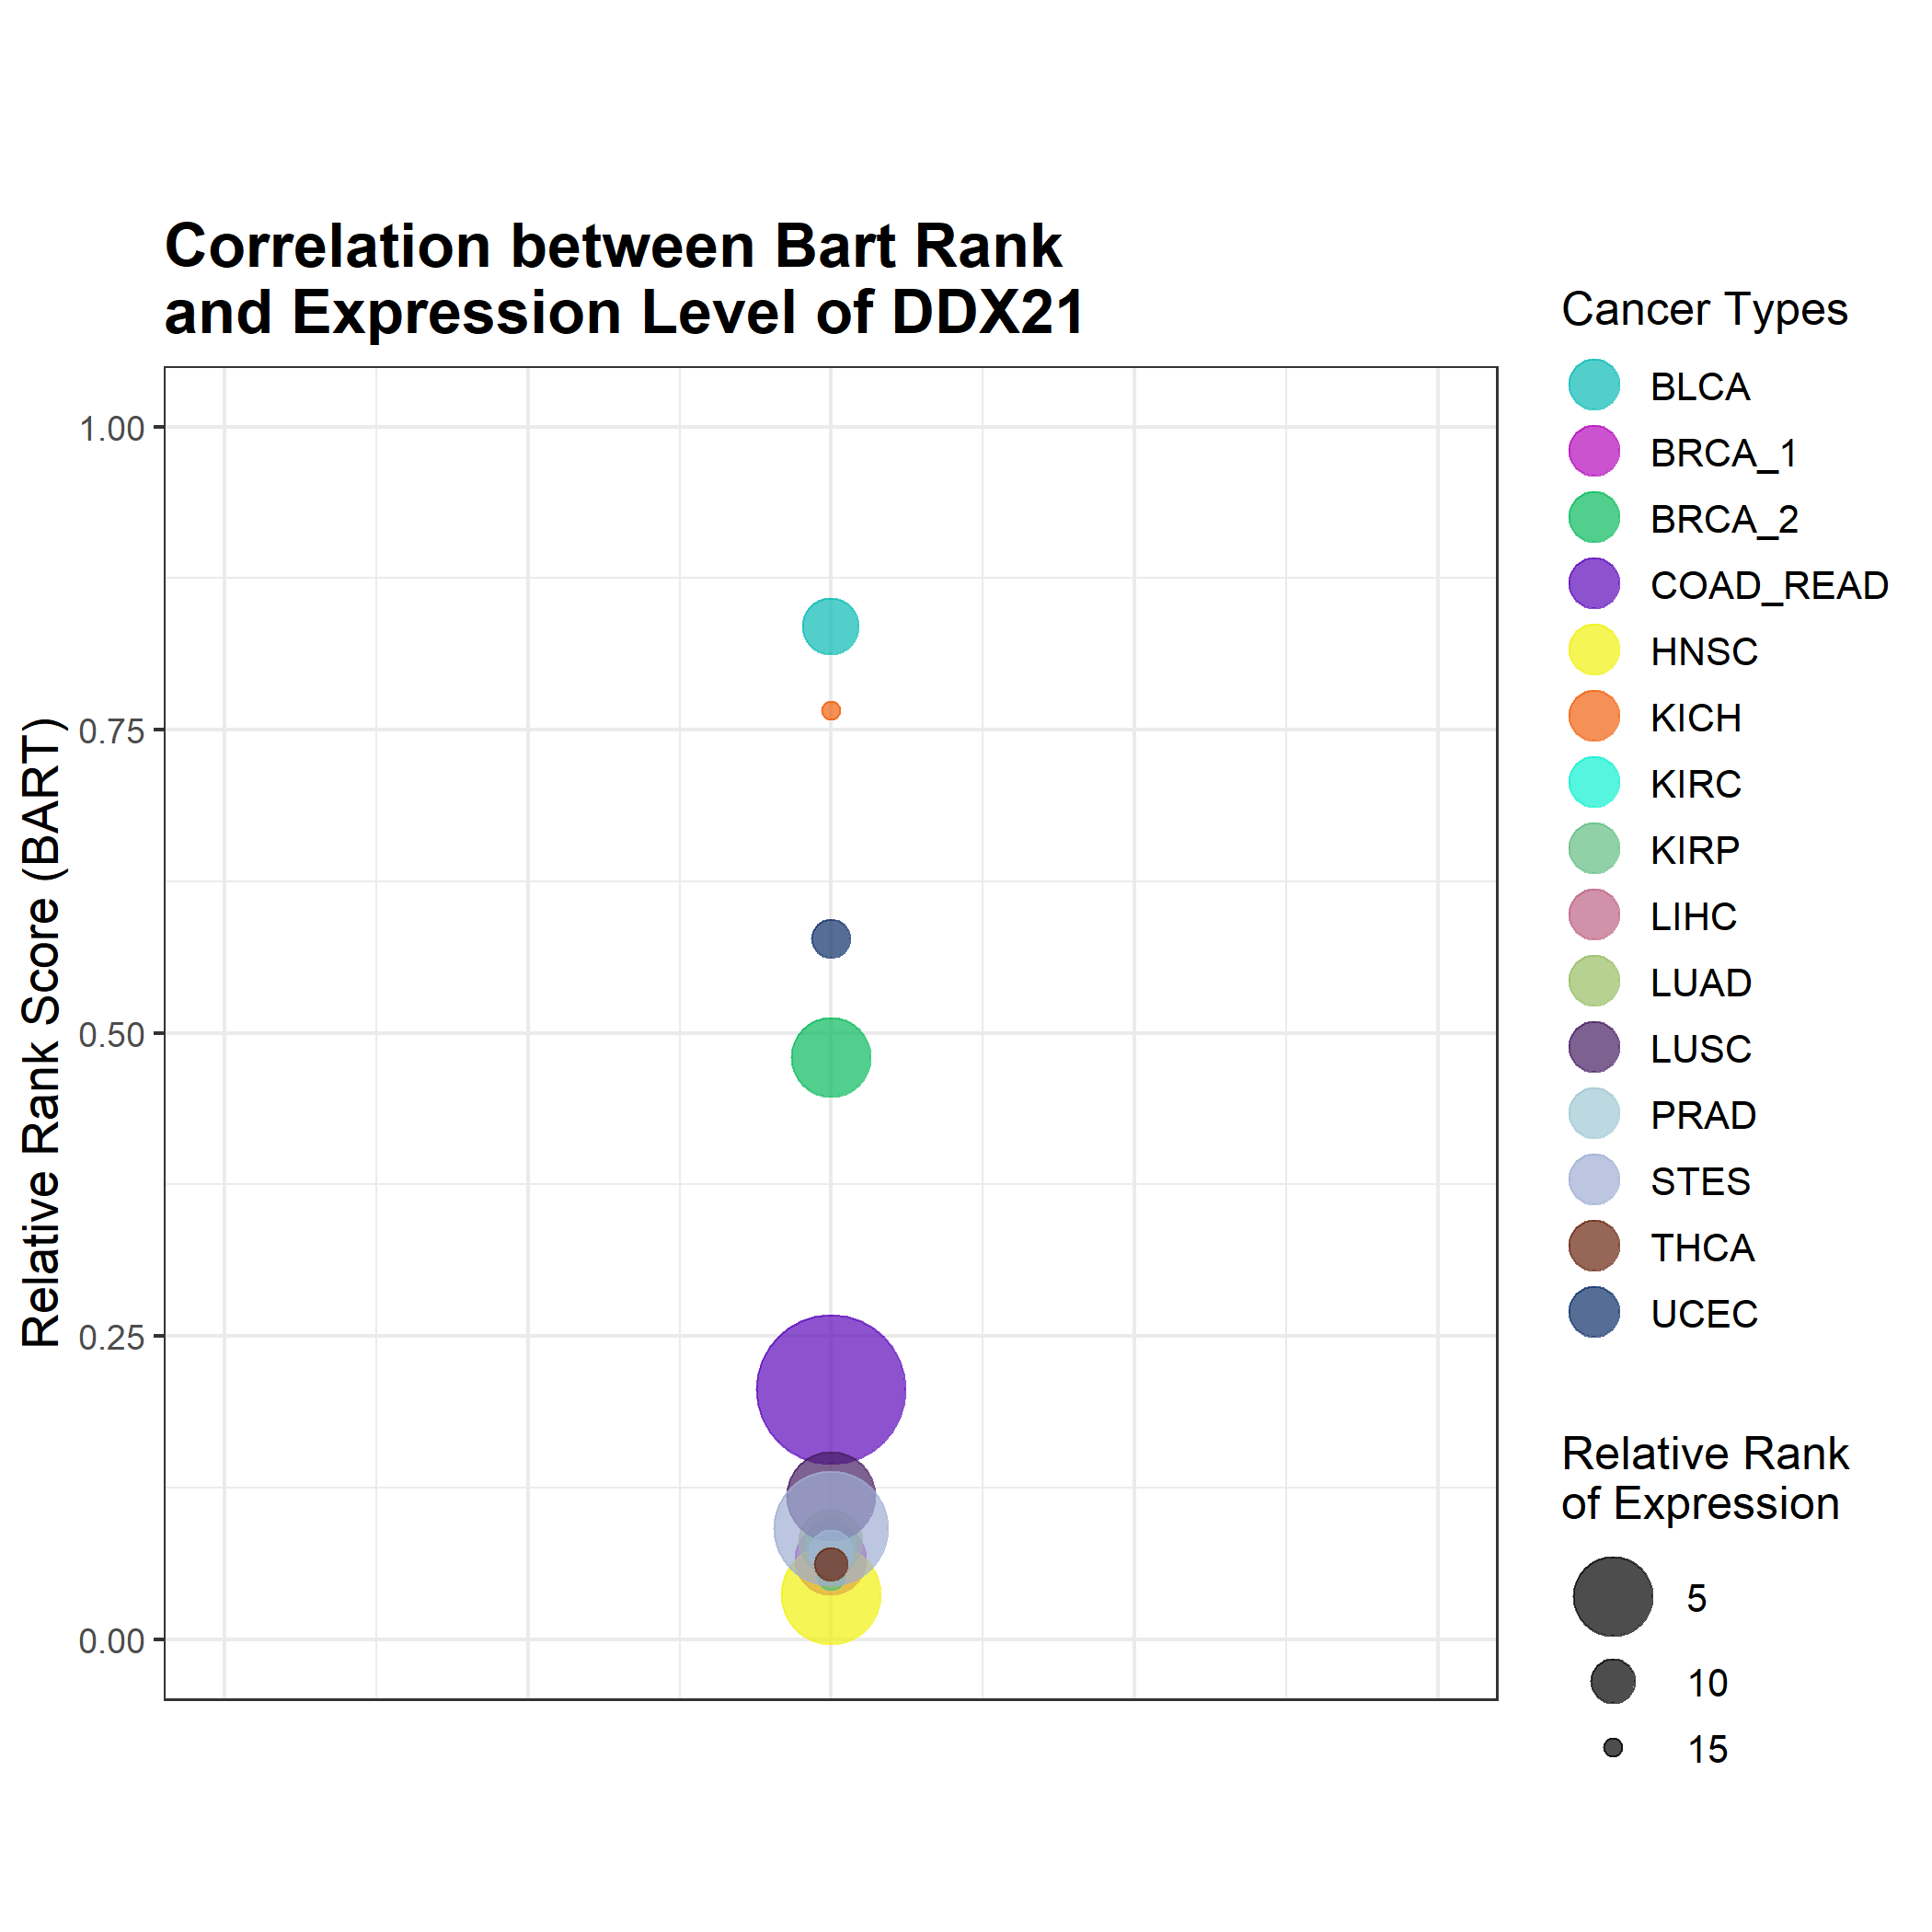 Correlation between Bart Rank
and Expression Level of DDX21
Relative Rank Score (BART)
1.00
0.75
0.50
0.25
0.00
Cancer Types
BLCA
BRCA_1
BRCA_2
COAD_READ
HNSC
KICH
KIRC
KIRP
LIHC
LUAD
LUSC
PRAD
STES
THCA
UCEC
Relative Rank
of Expression
5
10
15